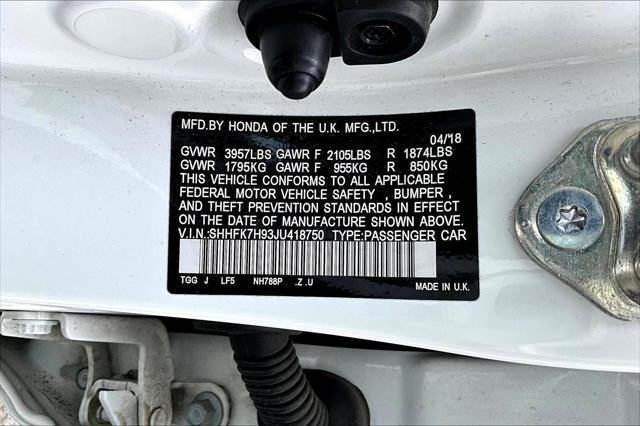 MFD.BY HONDA OF THE U.K. MFG.,LTD.
04/18
GVWR 3957LBS GAWR F 2105LBS R 1874LBS
GVWR 1795KG GAWR F 955KG R 850KG
THIS VEHICLE CONFORMS TO ALL APPLICABLE
FEDERAL MOTOR VEHICLE SAFETY , BUMPER ,
AND THEFT PREVENTION STANDARDS IN EFFECT
ON THE DATE OF MANUFACTURE SHOWN ABOVE.
V.I.N.:SHHFK7H93JU418750 TYPE:PASSENGER CAR
TGG J LF5 NH788P .Z .U MADE IN U.K.